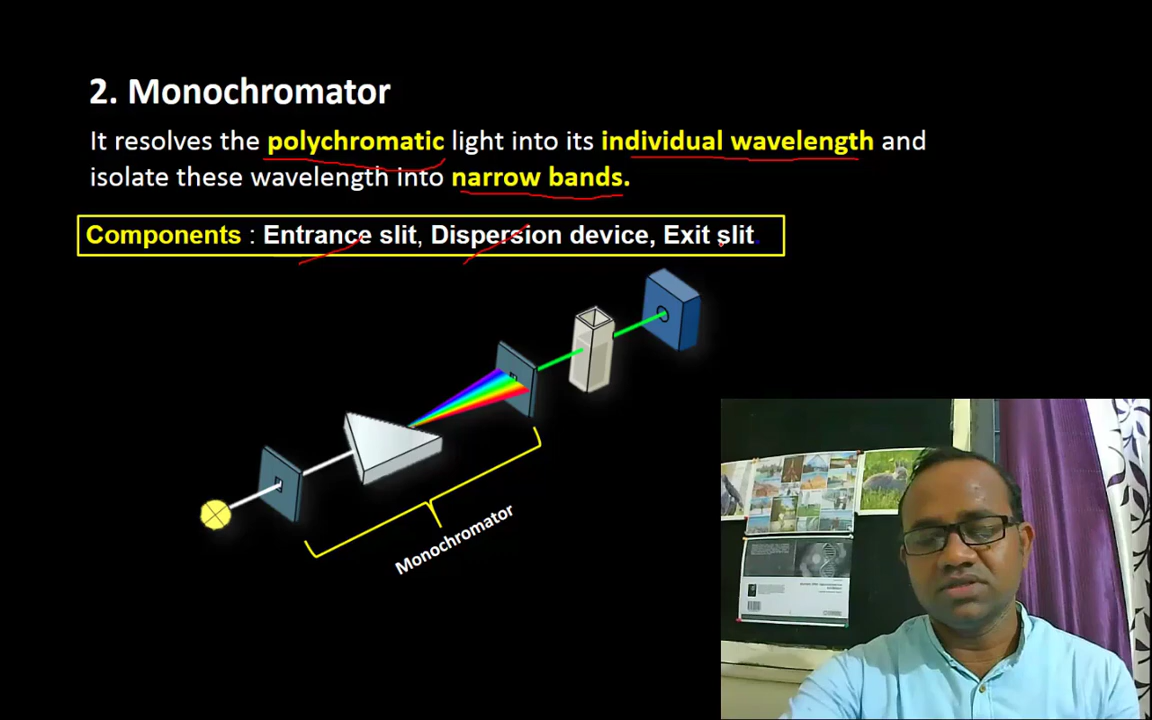 2. Monochromator
It resolves the polychromatic light into its individual wavelength and
isolate these wavelength into narrow bands.
Components : Entrance slit, Dispersion device, Exit slit.
Monochromator